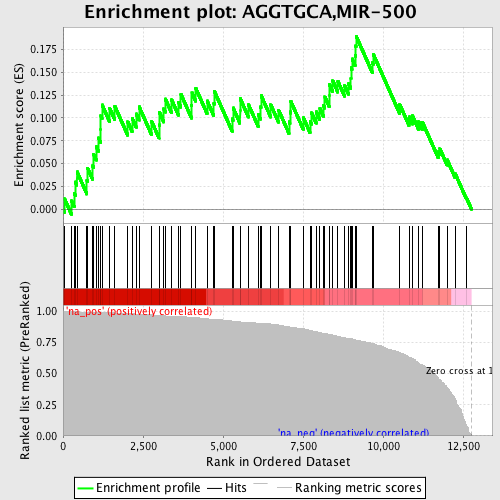 Enrichment plot: AGGTGCA,MIR-500
Enrichment score (ES)
0.175
0.150
0.125
0.100
0.075
0.050
0.025
0.000
'na_pos' (positively correlated)
Ranked list metric (PreRanked)
1.00
0.75
0.50
0.25
0.00
Zero cross at 1
'na_neg' (negatively correlated)
0
2,500
5,000
7,500
10,000
12,500
Rank in Ordered Dataset
Enrichment profile
Hits
Ranking metric scores